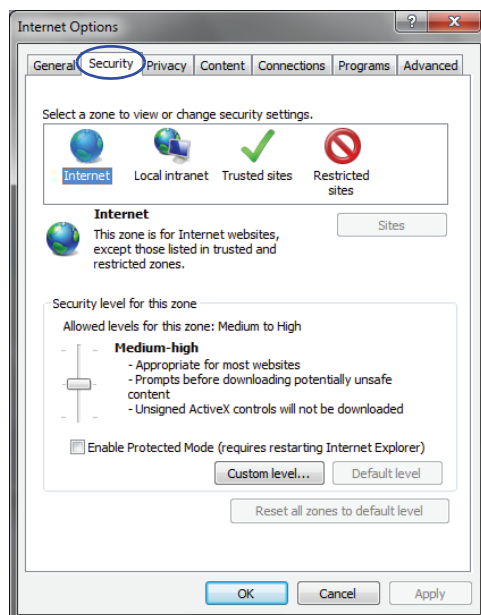 Internet Options
?
X
General Security Privacy Content Connections Programs Advanced
Select a zone to view or change security settings.
Internet Local intranet Trusted sites Restricted
sites
Internet
Sites
This zone is for Internet websites,
except those listed in trusted and
restricted zones.
Security level for this zone
Allowed levels for this zone: Medium to High
Medium-high
- Appropriate for most websites
- Prompts before downloading potentially unsafe
content
- Unsigned ActiveX controls will not be downloaded
Enable Protected Mode (requires restarting Internet Explorer)
Custom level... Default level
Reset all zones to default level
OK Cancel Apply